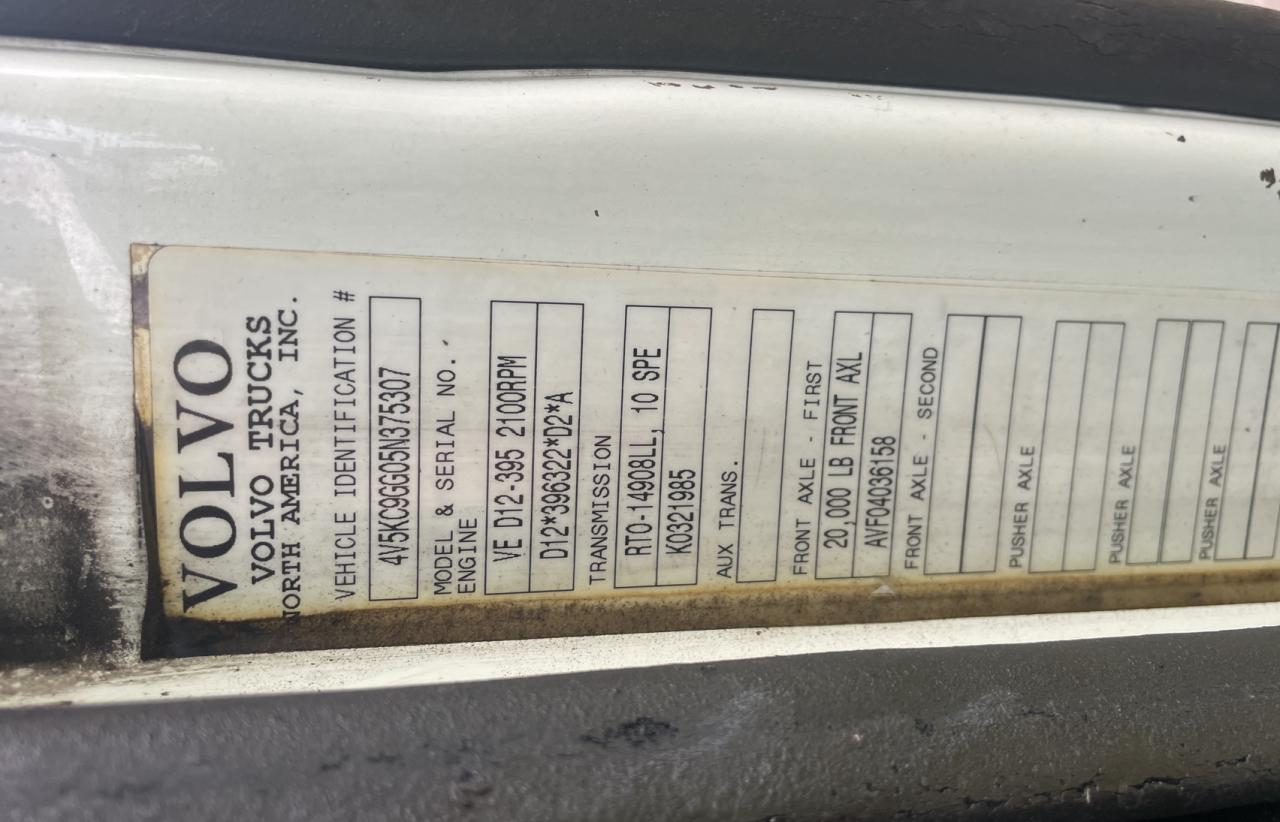 VOLVO
VOLVO TRUCKS
NORTH AMERICA, INC.
VEHICLE IDENTIFICATION #
4V5KC9GG05N375307
MODEL & SERIAL NO.
ENGINE
VE D12-395 2100RPM
D12*396322*D2*A
TRANSMISSION
RTO-14908LL, 10 SPE
K0321985
AUX TRANS.
FRONT AXLE - FIRST
20,000 LB FRONT AXL
AVF04036158
FRONT AXLE - SECOND
PUSHER AXLE
PUSHER AXLE
PUSHER AXLE